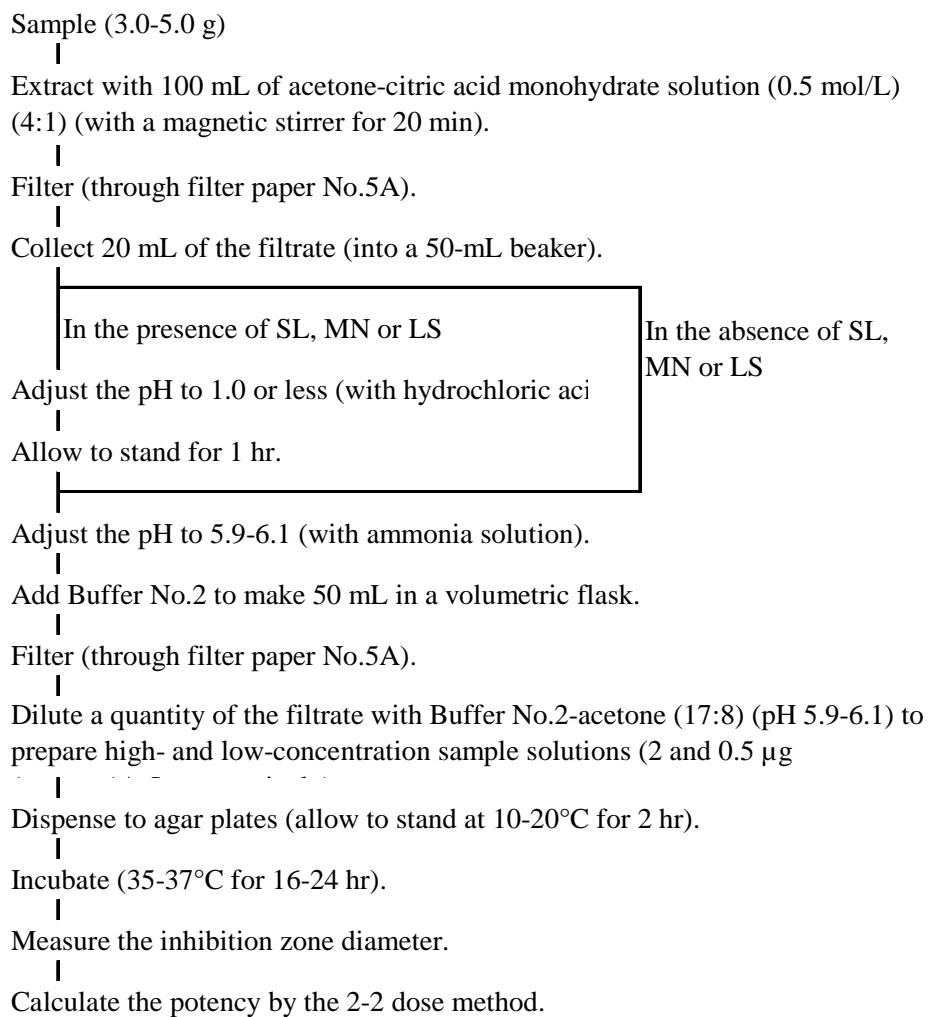 Sample (3.0-5.0 g)
Extract with 100 mL of acetone-citric acid monohydrate solution (0.5 mol/L)
(4:1) (with a magnetic stirrer for 20 min).
Filter (through filter paper No.5A).
Collect 20 mL of the filtrate (into a 50-mL beaker).
In the presence of SL, MN or LS
In the absence of SL,
MN or LS
Adjust the pH to 1.0 or less (with hydrochloric aci
Allow to stand for 1 hr.
Adjust the pH to 5.9-6.1 (with ammonia solution).
Add Buffer No.2 to make 50 mL in a volumetric flask.
Filter (through filter paper No.5A).
Dilute a quantity of the filtrate with Buffer No.2-acetone (17:8) (pH 5.9-6.1) to
prepare high- and low-concentration sample solutions (2 and 0.5 µg
Dispense to agar plates (allow to stand at 10-20°C for 2 hr).
Incubate (35-37°C for 16-24 hr).
Measure the inhibition zone diameter.
Calculate the potency by the 2-2 dose method.